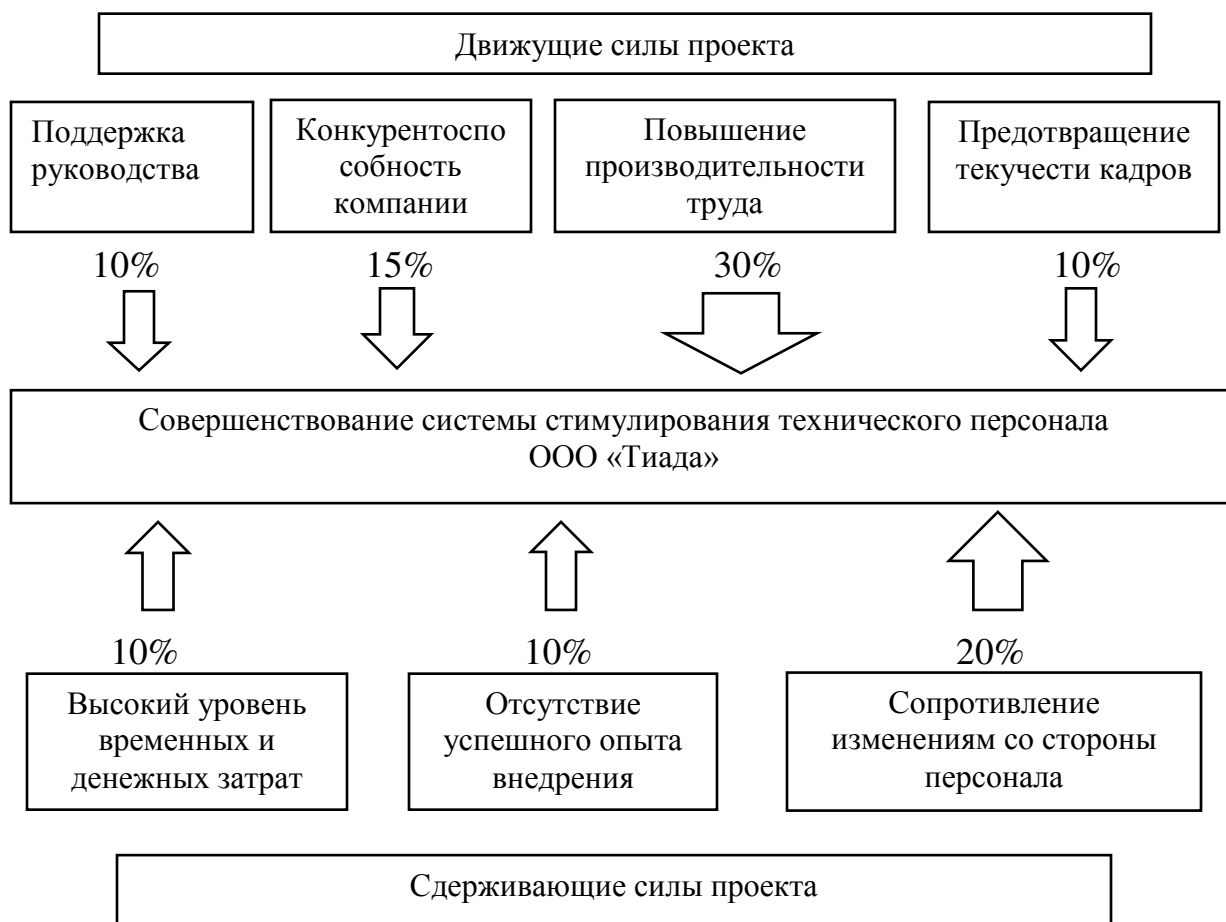 Движущие силы проекта
Поддержка
руководства
Конкурентоспо
собность
компании
Повышение
производительности
труда
Предотвращение
текучести кадров
10%
15%
30%
10%
Совершенствование системы стимулирования технического персонала
ООО «Тиада»
10%
10%
20%
Высокий уровень
временных и
денежных затрат
Отсутствие
успешного опыта
внедрения
Сопротивление
изменениям со стороны
персонала
Сдерживающие силы проекта